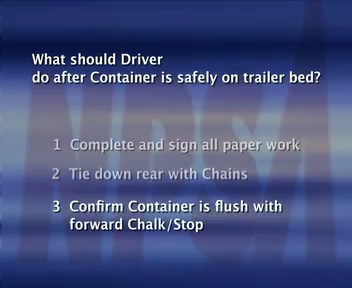 What should Driver
do after Container is safely on trailer bed?
1 Complete and sign all paper work
2 Tie down rear with Chains
3 Confirm Container is flush with
forward Chalk/Stop
NPSA